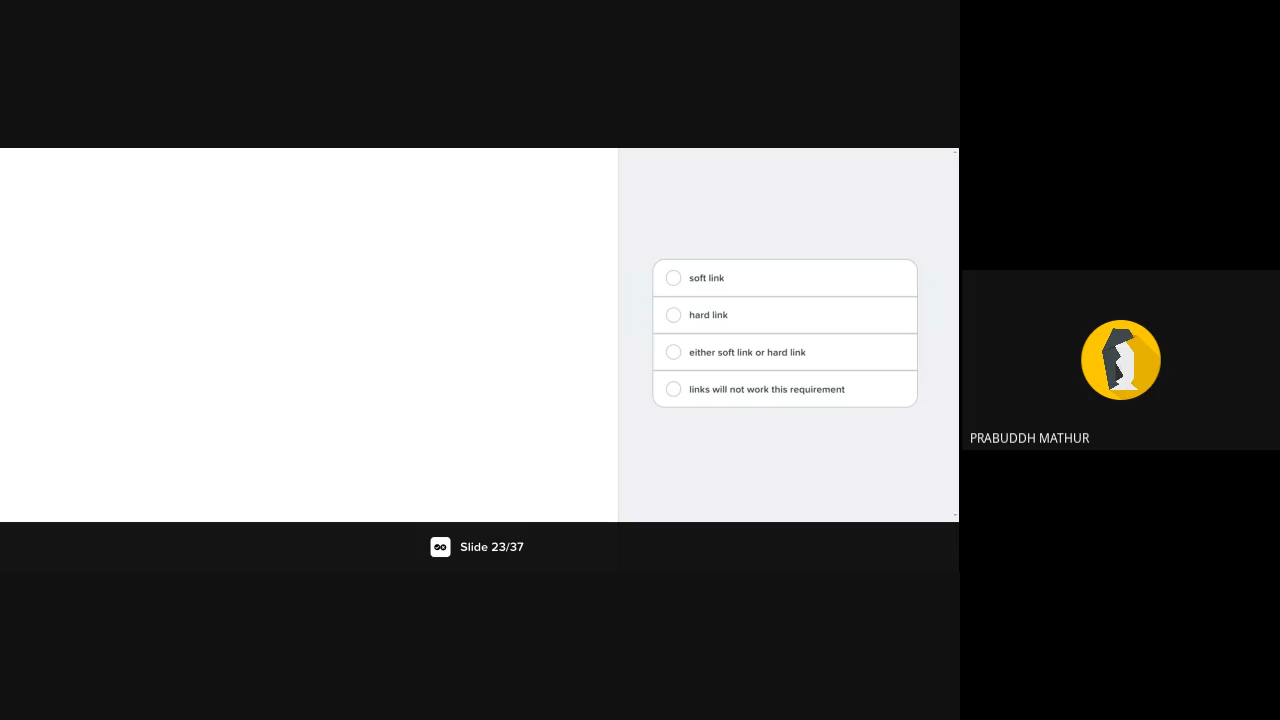 soft link
hard link
either soft link or hard link
links will not work this requirement
PRABUDDH MATHUR
Slide 23/37